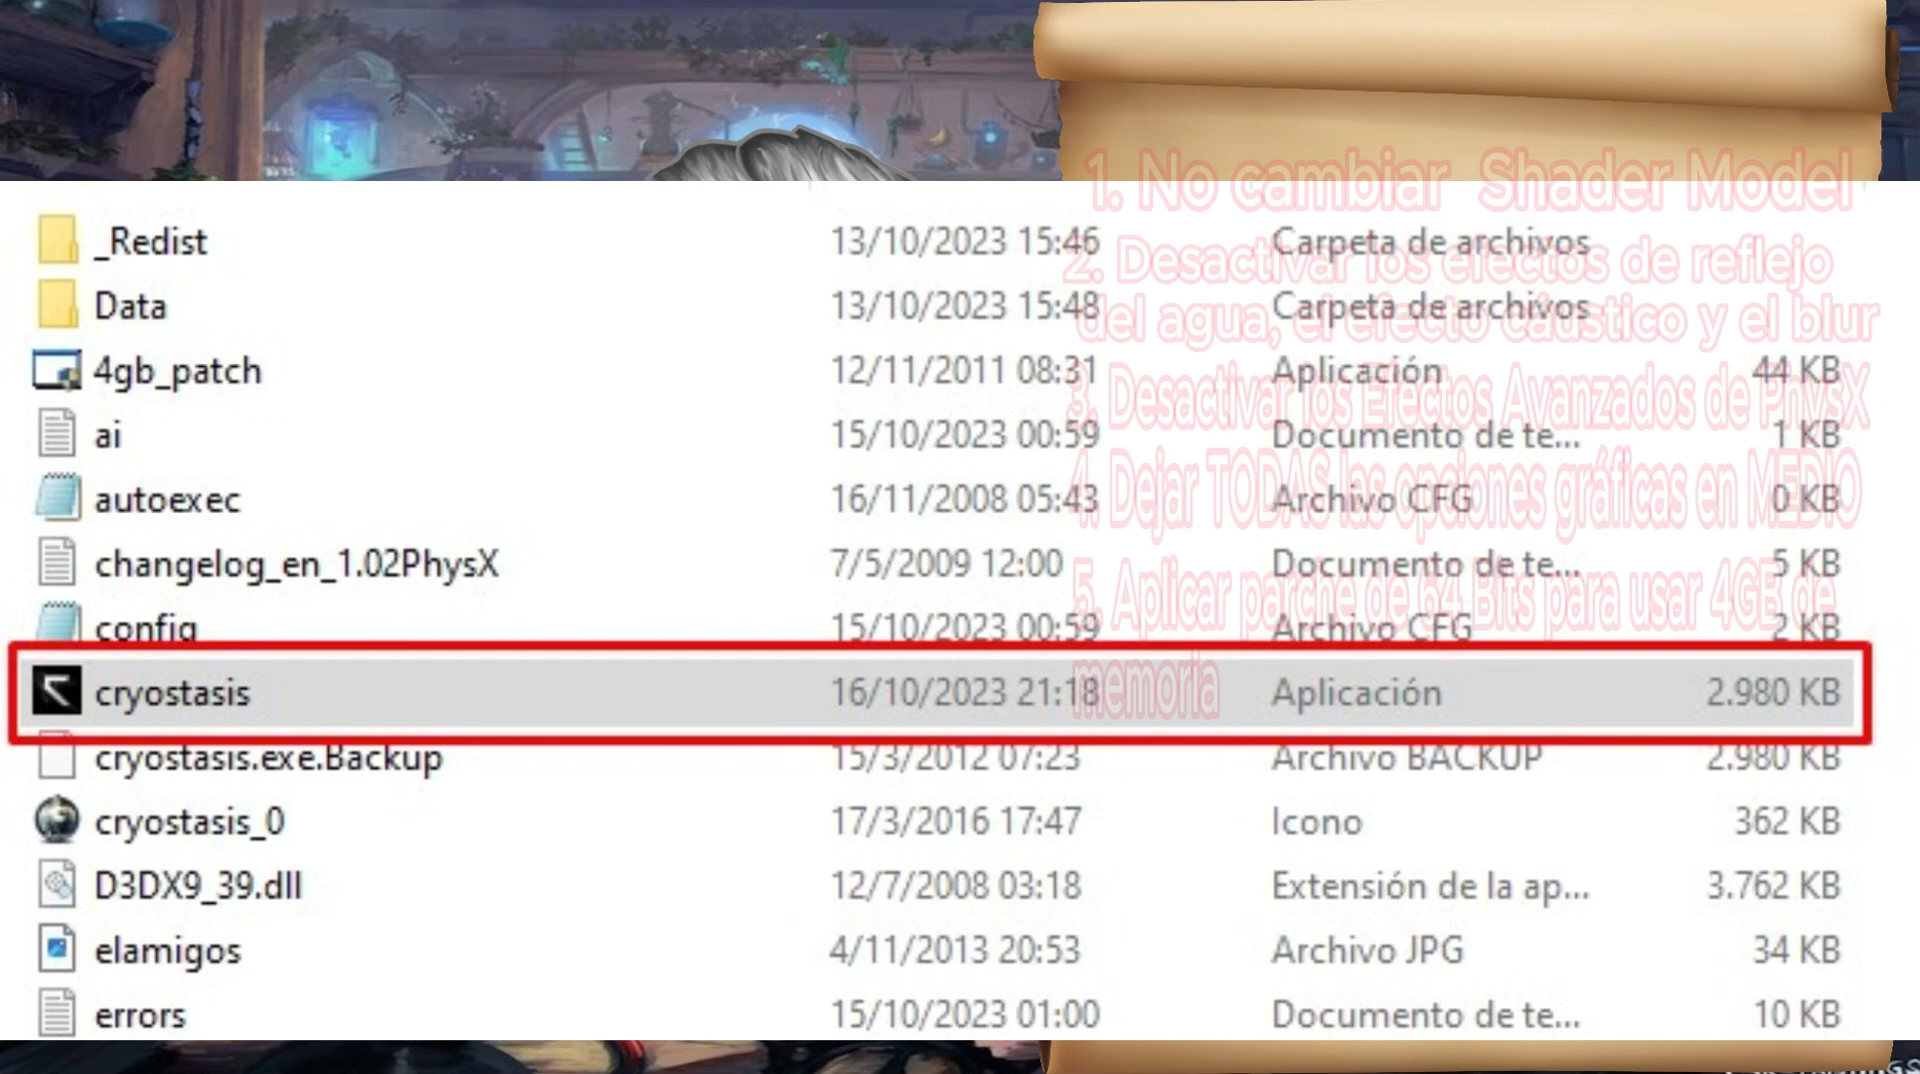 1. No cambiar Shader Model
_Redist 13/10/2023 15:46 Carpeta de archivos
2. Desactivar los efectos de reflejo
Data 13/10/2023 15:48 Carpeta de archivos
del agua, el efecto caustico y el blur
4gb_patch 12/11/2011 08:31 Aplicación 44 KB
3. Desactivar los Efectos Avanzados de PhysX
ai 15/10/2023 00:59 Documento de te... 1 KB
4. Dejar TODAS las opciones gráficas en MEDIO
autoexec 16/11/2008 05:43 Archivo CFG 0 KB
changelog_en_1.02PhysX 7/5/2009 12:00 Documento de te... 5 KB
5. Aplicar parche de 64 Bits para usar 4GB de
config 15/10/2023 00:59 Archivo CFG 2 KB
memoria
cryostasis 16/10/2023 21:18 Aplicación 2.980 KB
cryostasis.exe.Backup 15/3/2012 07:23 Archivo BACKUP 2.980 KB
cryostasis_0 17/3/2016 17:47 Icono 362 KB
D3DX9_39.dll 12/7/2008 03:18 Extensión de la ap... 3.762 KB
elamigos 4/11/2013 20:53 Archivo JPG 34 KB
errors 15/10/2023 01:00 Documento de te... 10 KB